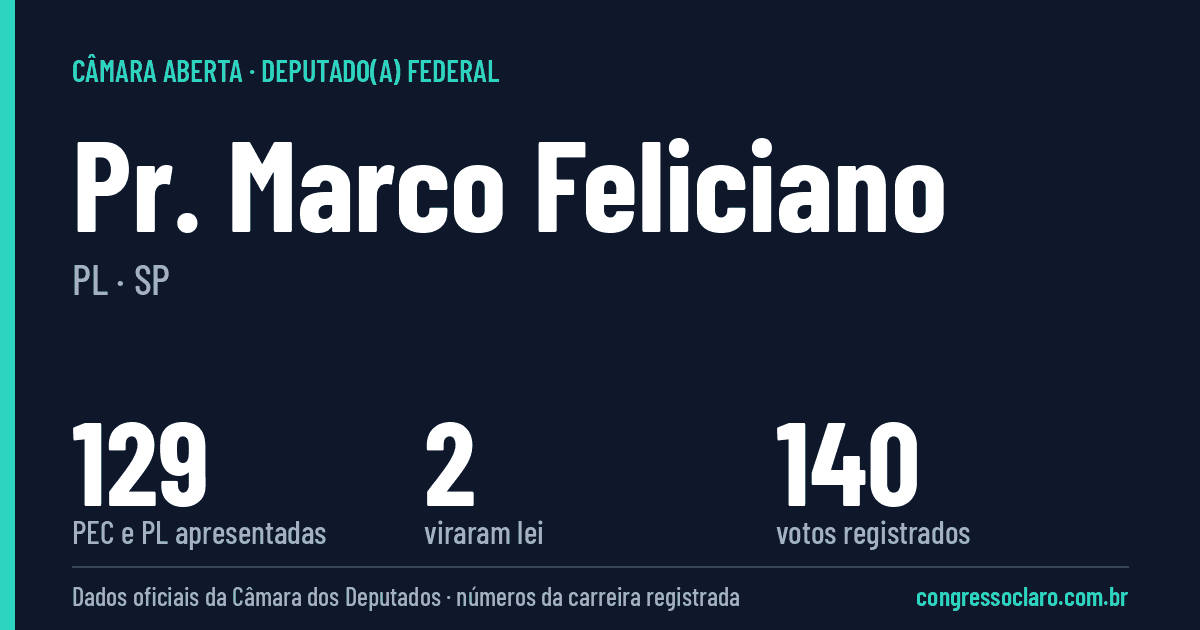 CÂMARA ABERTA · DEPUTADO(A) FEDERAL
Pr. Marco Feliciano
PL · SP
129 2 140
PEC e PL apresentadas viraram lei votos registrados
Dados oficiais da Câmara dos Deputados · números da carreira registrada congressoclaro.com.br